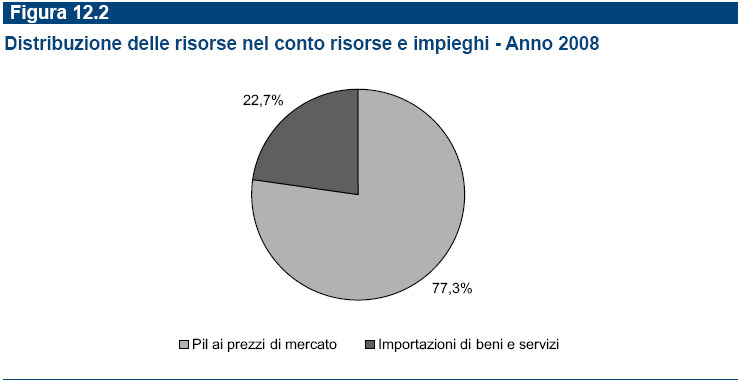 Figura 12.2
Distribuzione delle risorse nel conto risorse e impieghi - Anno 2008
22,7%
77,3%
Pil ai prezzi di mercato Importazioni di beni e servizi